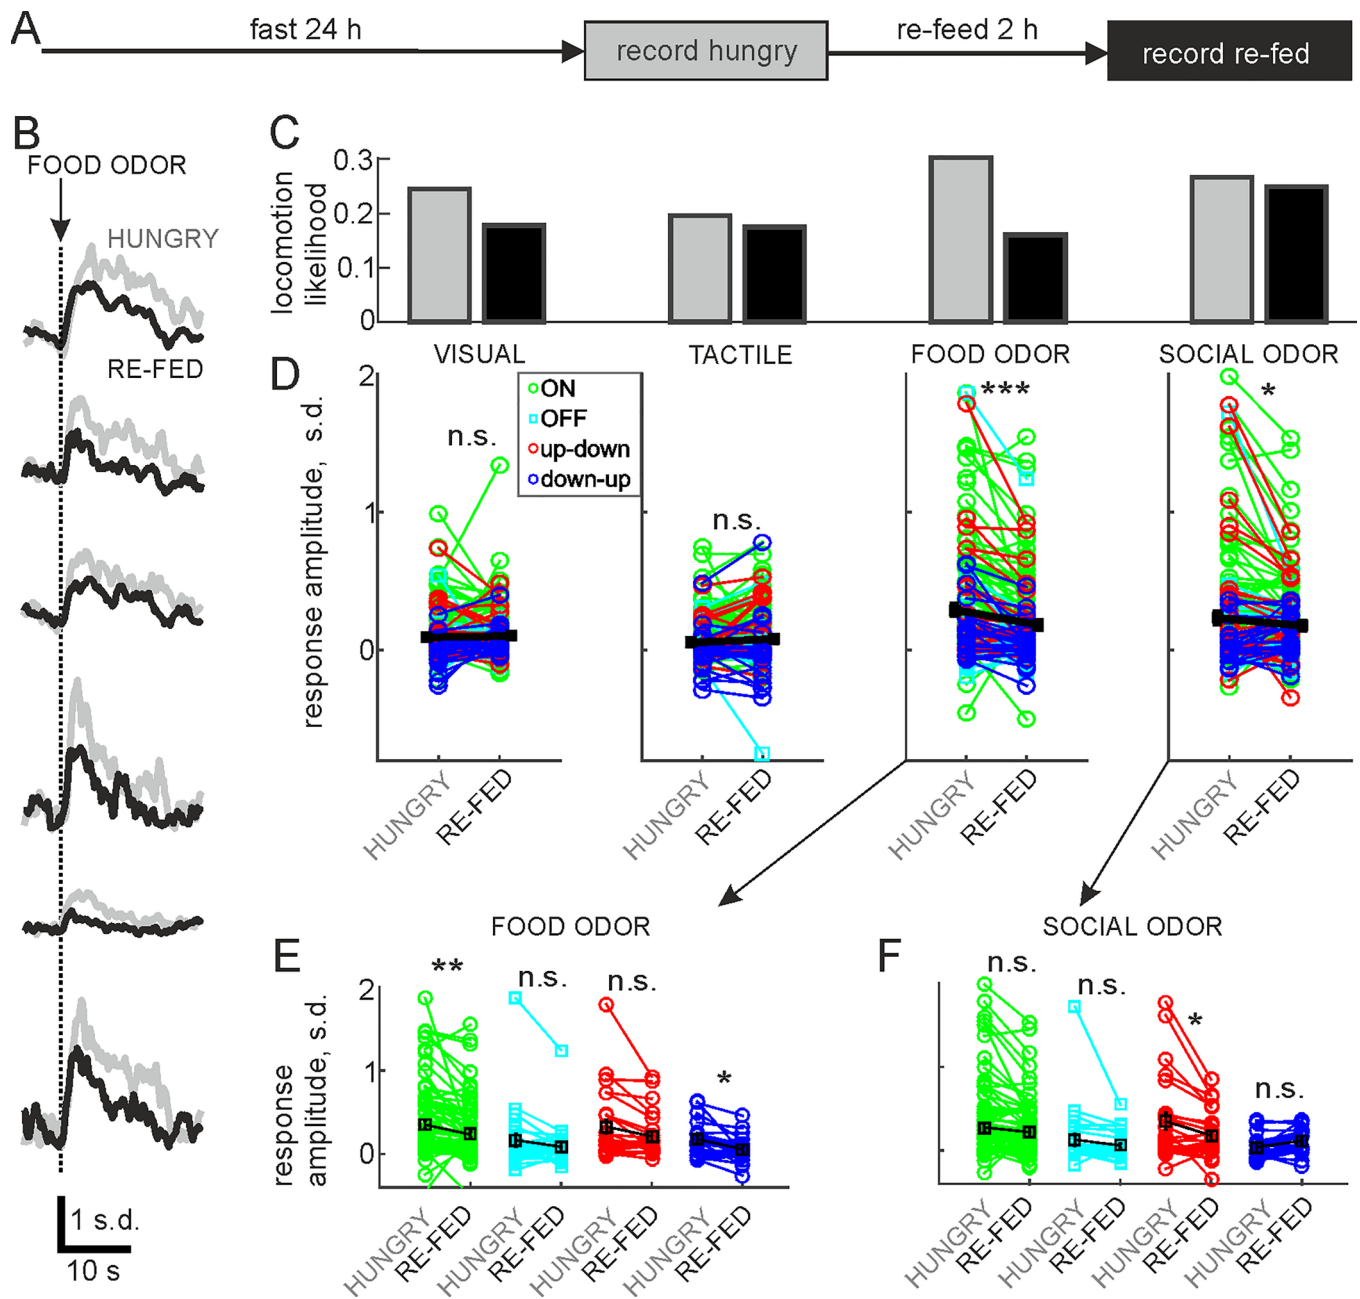 A
fast 24 h
record hungry
re-feed 2 h
record re-fed
B
FOOD ODOR
HUNGRY
RE-FED
1 s.d.
10 s
C
locomotion
likelihood
0.3
0.2
0.1
0
VISUAL
TACTILE
FOOD ODOR
SOCIAL ODOR
D
response amplitude, s.d.
2
1
0
n.s.
ON
OFF
up-down
down-up
n.s.
***
*
HUNGRY
RE-FED
HUNGRY
RE-FED
HUNGRY
RE-FED
HUNGRY
RE-FED
E
FOOD ODOR
response
amplitude, s.d.
2
1
0
**
n.s.
n.s.
*
HUNGRY
RE-FED
HUNGRY
RE-FED
HUNGRY
RE-FED
HUNGRY
RE-FED
F
SOCIAL ODOR
n.s.
n.s.
*
n.s.
HUNGRY
RE-FED
HUNGRY
RE-FED
HUNGRY
RE-FED
HUNGRY
RE-FED